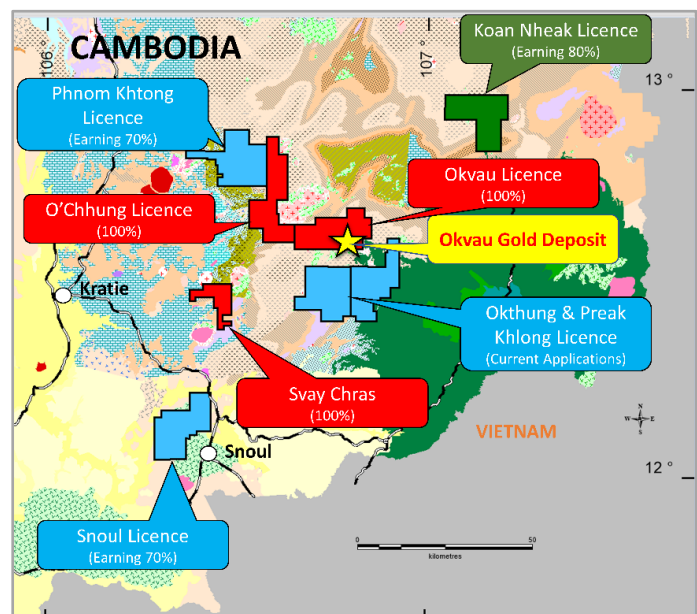 106 °
107 °
CAMBODIA
Koan Nheak Licence
(Earning 80%)
13 °
Phnom Khtong
Licence
(Earning 70%)
Okvau Licence
(100%)
O'Chhung Licence
(100%)
Okvau Gold Deposit
Kratie
Okthung & Preak
Khlong Licence
(Current Applications)
Svay Chras
(100%)
N
W
E
S
VIETNAM
Snoul
12 °
Snoul Licence
(Earning 70%)
0
50
kilometres